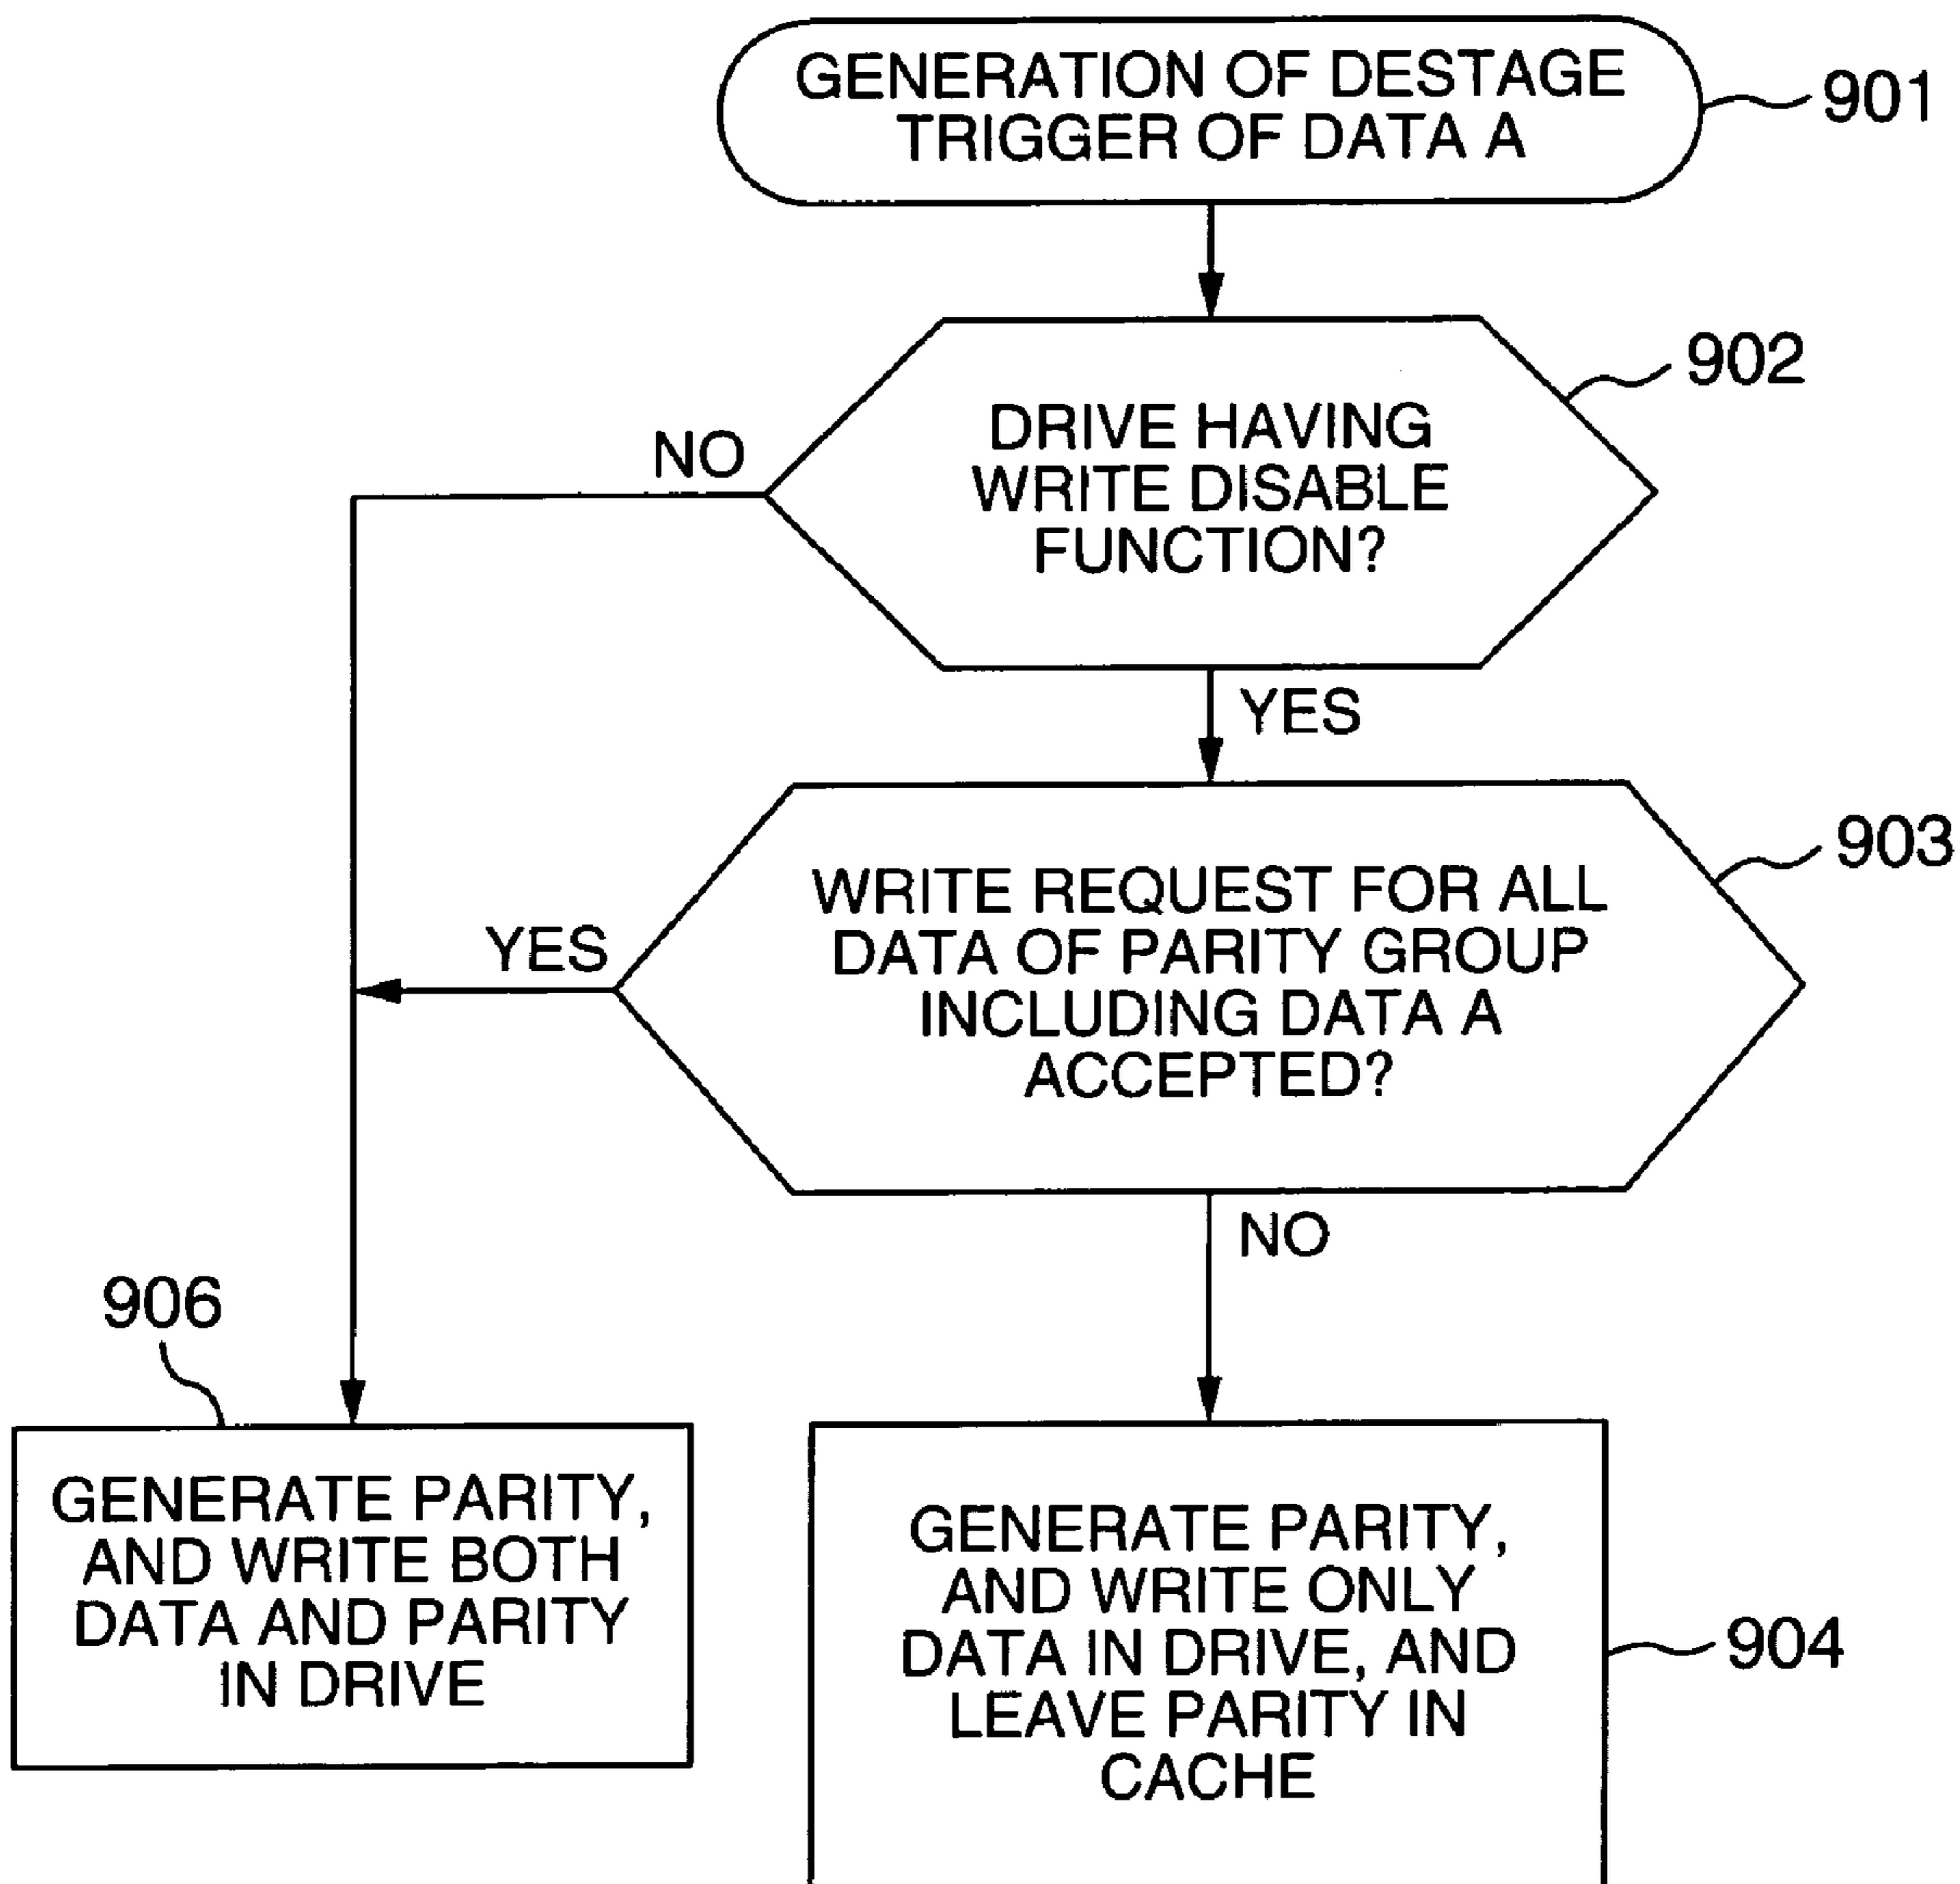 GENERATION OF DESTAGE
TRIGGER OF DATA A
901
902
DRIVE HAVING
WRITE DISABLE
FUNCTION?
NO
YES
903
WRITE REQUEST FOR ALL
DATA OF PARITY GROUP
INCLUDING DATA A
ACCEPTED?
YES
NO
906
GENERATE PARITY,
AND WRITE BOTH
DATA AND PARITY
IN DRIVE
GENERATE PARITY,
AND WRITE ONLY
DATA IN DRIVE, AND
LEAVE PARITY IN
CACHE
904